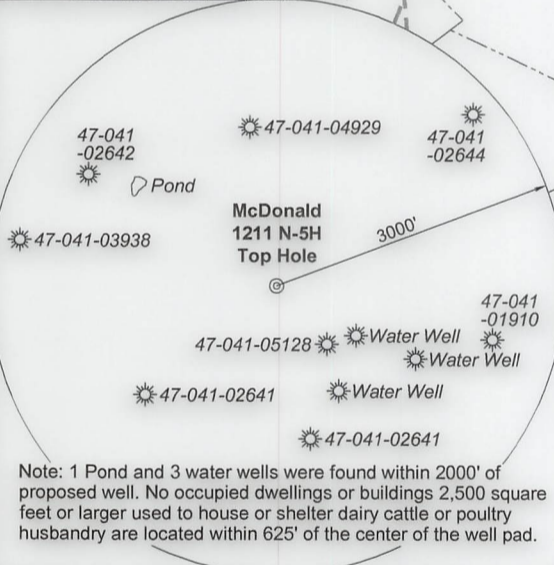 47-041-04929
47-041
-02644
47-041
-02642
Pond
McDonald
1211 N-5H
Top Hole
3000'
47-041-03938
47-041
-01910
47-041-05128
Water Well
Water Well
47-041-02641
Water Well
47-041-02641
Note: 1 Pond and 3 water wells were found within 2000' of
proposed well. No occupied dwellings or buildings 2,500 square
feet or larger used to house or shelter dairy cattle or poultry
husbandry are located within 625' of the center of the well pad.